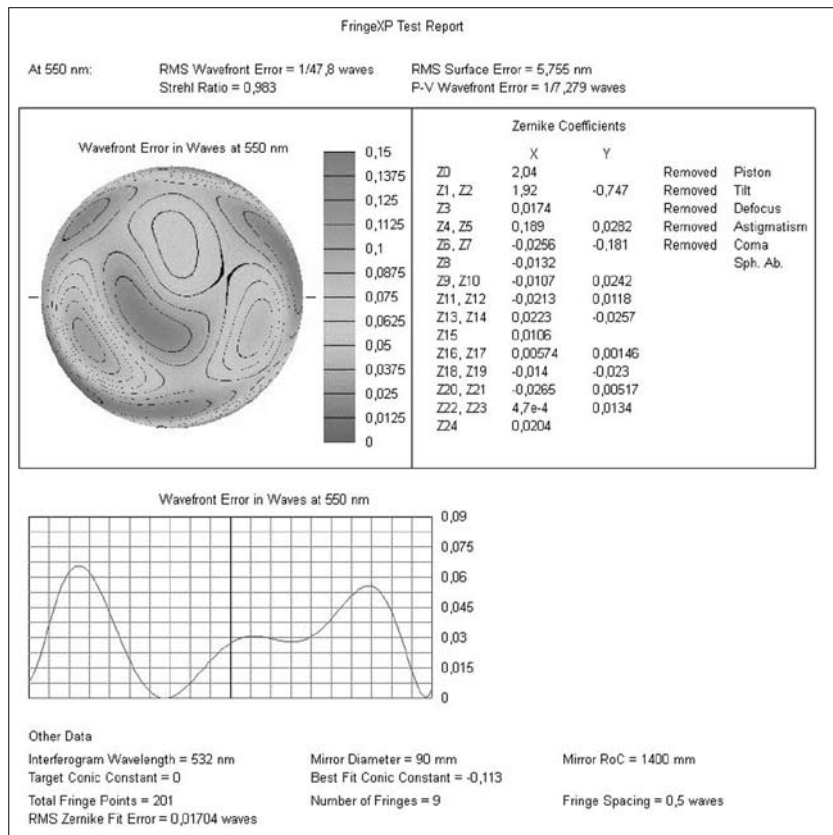 FringeXP Test Report
At 550 nm: RMS Wavefront Error = 1/47,8 waves RMS Surface Error = 5,755 nm
Strehl Ratio = 0,983 P-V Wavefront Error = 1/7,279 waves
Wavefront Error in Waves at 550 nm
0,15
0,1375
0,125
0,1125
0,1
0,0875
0,075
0,0625
0,05
0,0375
0,025
0,0125
0
Zernike Coefficients
X Y
Z0 2,04 Removed Piston
Z1, Z2 1,92 -0,747 Removed Tilt
Z3 0,0174 Removed Defocus
Z4, Z5 0,189 0,0282 Removed Astigmatism
Z6, Z7 -0,0256 -0,181 Removed Coma
Z8 -0,0132 Sph. Ab.
Z9, Z10 -0,0107 0,0242
Z11, Z12 -0,0213 0,0118
Z13, Z14 0,0223 -0,0257
Z15 0,0106
Z16, Z17 0,00574 0,00146
Z18, Z19 -0,014 -0,023
Z20, Z21 -0,0265 0,00517
Z22, Z23 4,7e-4 0,0134
Z24 0,0204
Wavefront Error in Waves at 550 nm
0,09
0,075
0,06
0,045
0,03
0,015
0
Other Data
Interferogram Wavelength = 532 nm Mirror Diameter = 90 mm Mirror RoC = 1400 mm
Target Conic Constant = 0 Best Fit Conic Constant = -0,113
Total Fringe Points = 201 Number of Fringes = 9 Fringe Spacing = 0,5 waves
RMS Zernike Fit Error = 0,01704 waves